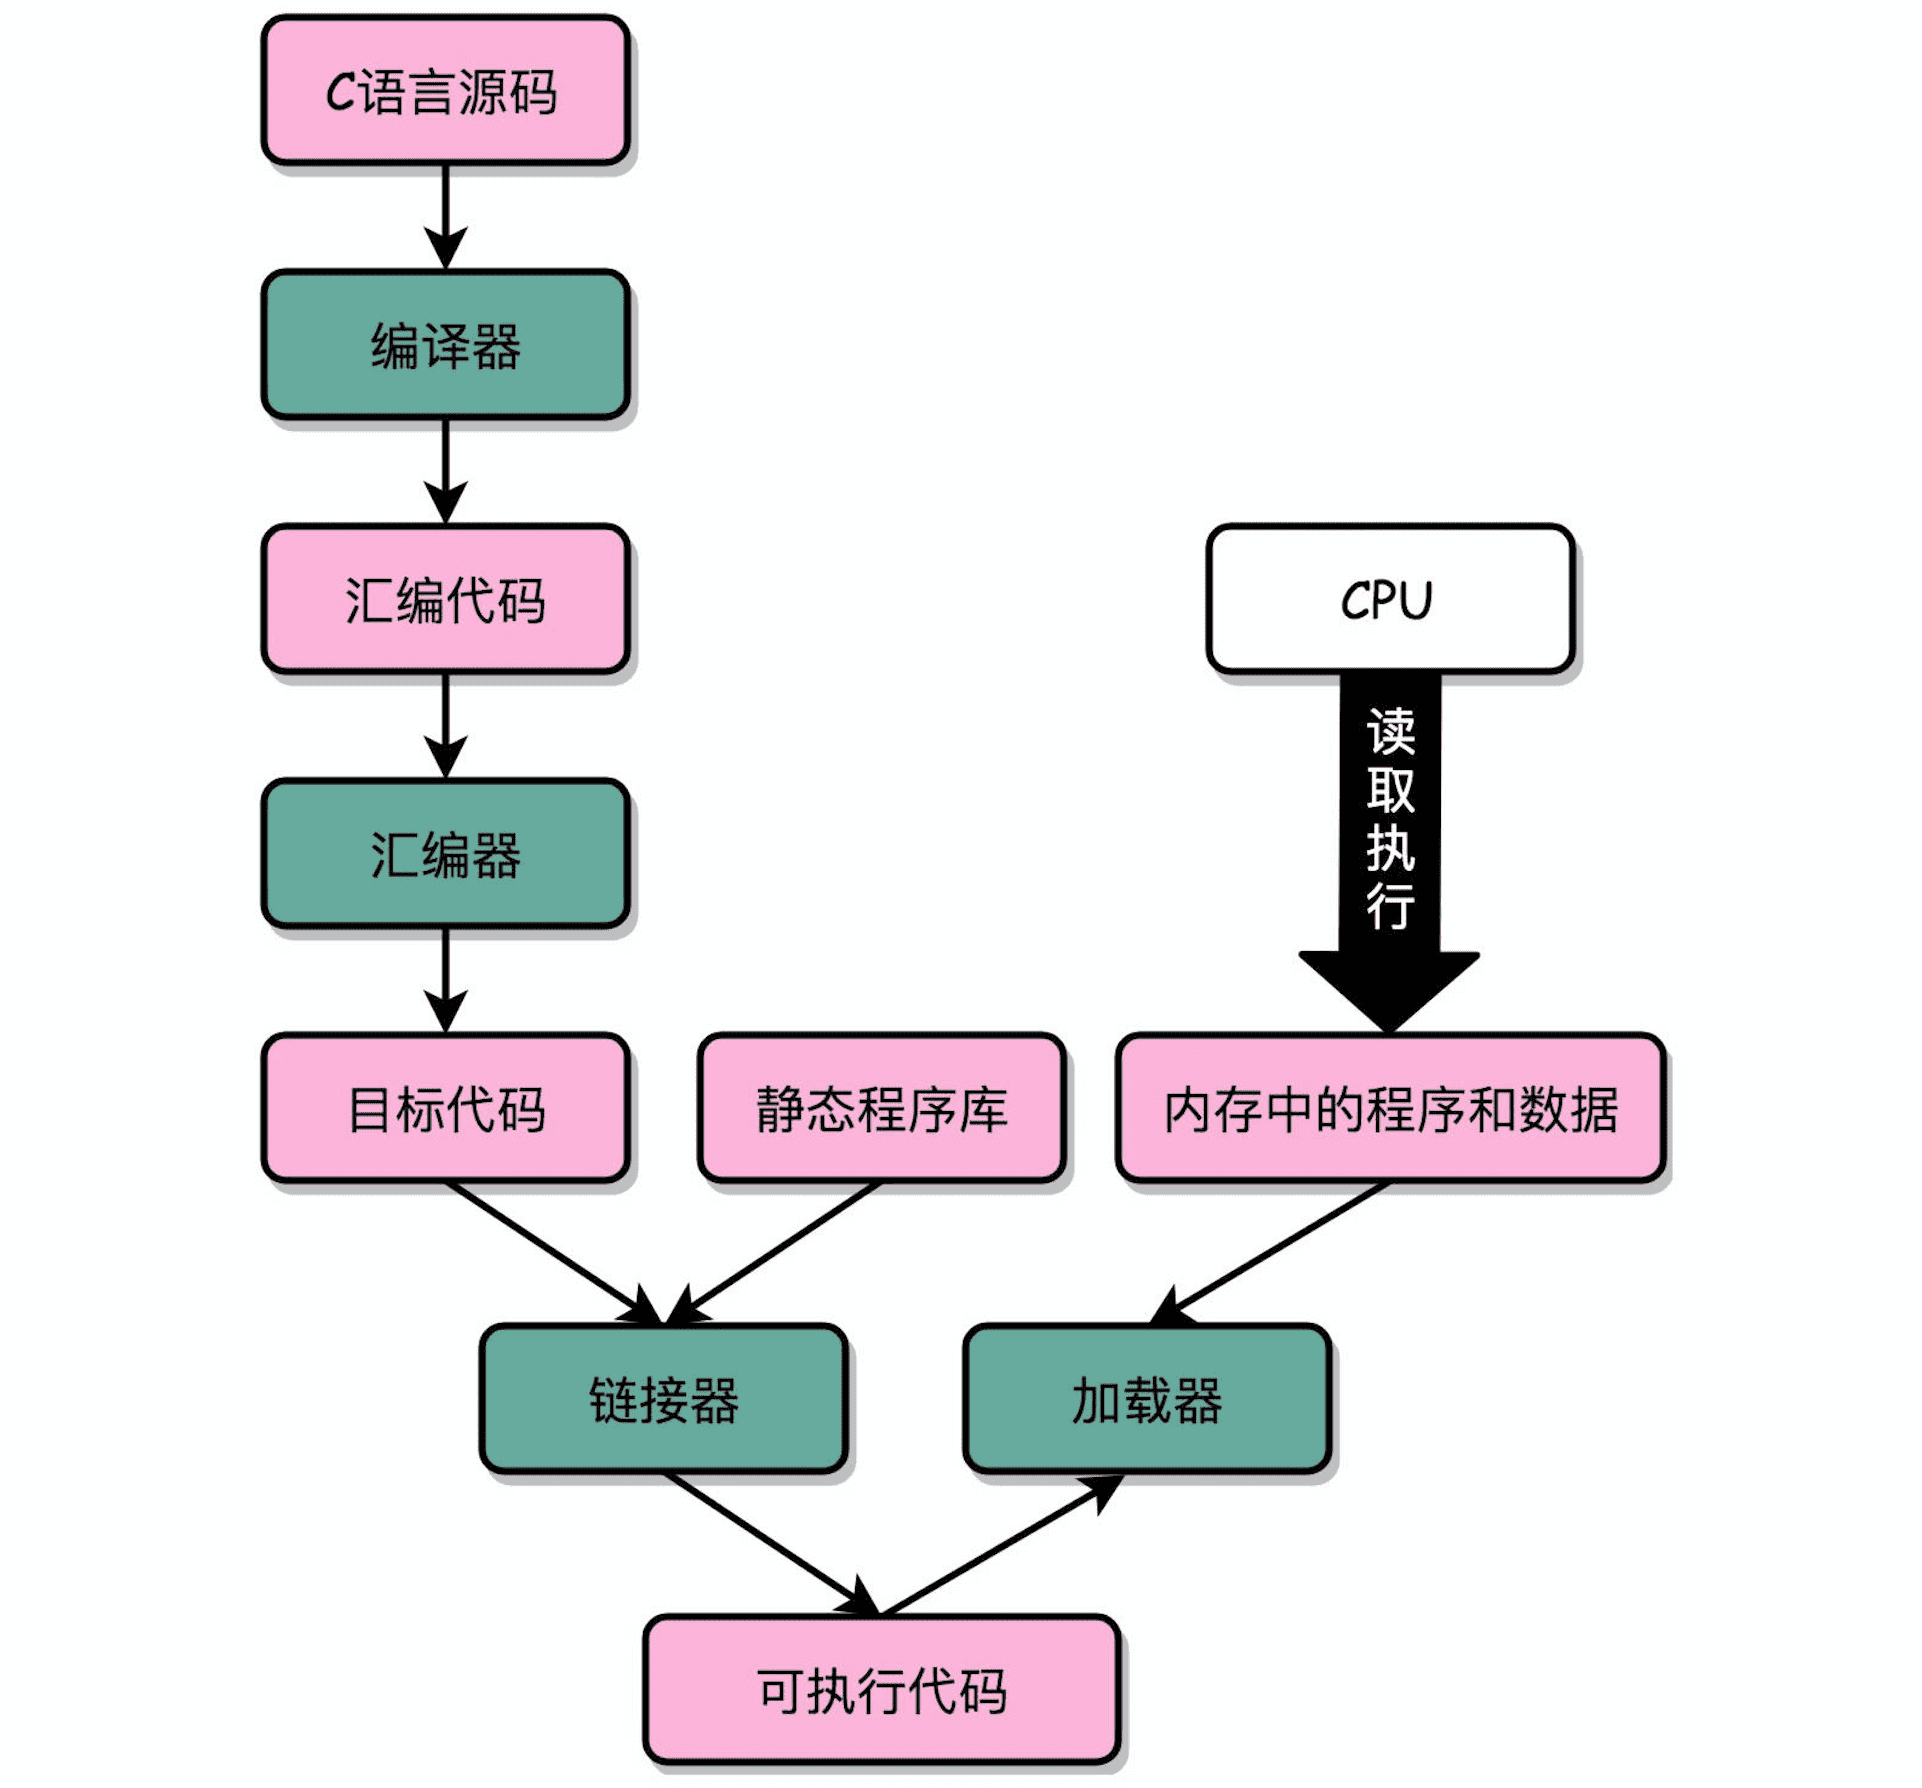 C语言源码
编译器
汇编代码
CPU
读取执行
汇编器
目标代码
静态程序库
内存中的程序和数据
链接器
加载器
可执行代码